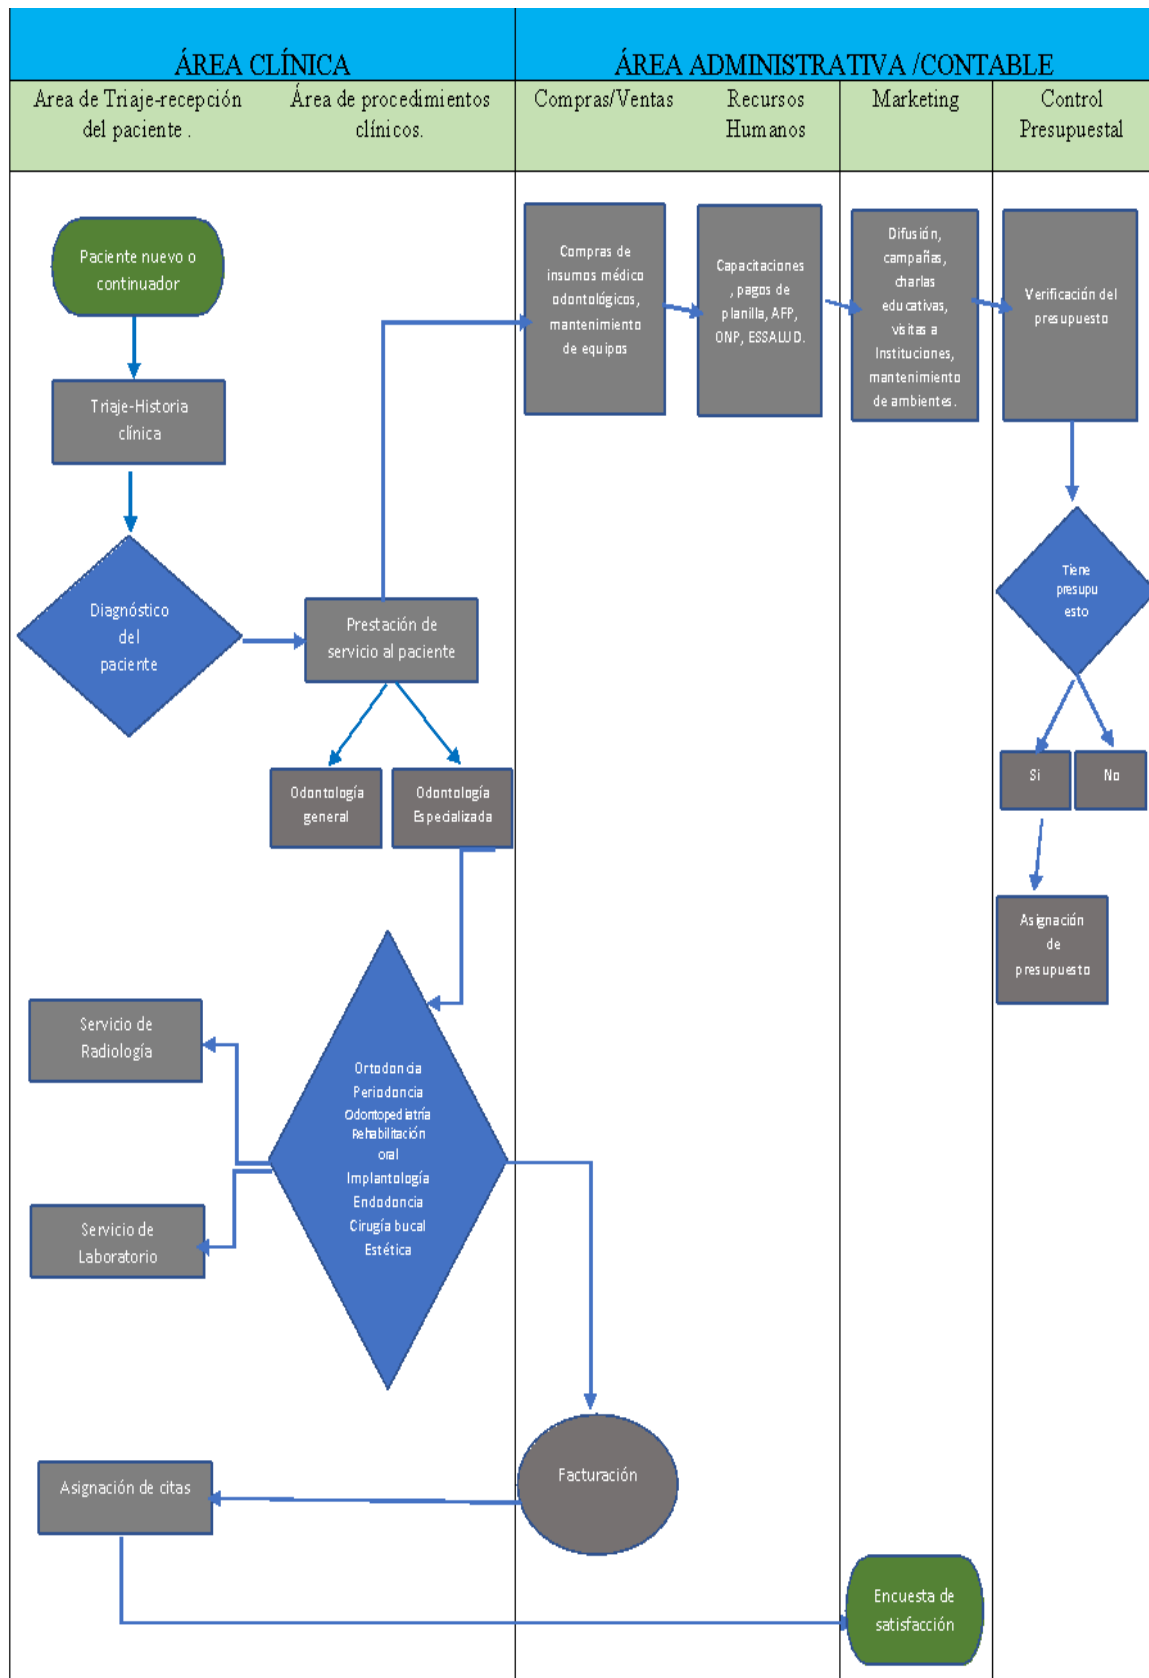 ÁREA CLÍNICA
ÁREA ADMINISTRATIVA /CONTABLE
Area de Triaje-recepción
del paciente .
Área de procedimientos
clínicos.
Compras/Ventas
Recursos
Humanos
Marketing
Control
Presupuestal
Paciente nuevo o
continuador
Compras de
insumos médico
odontológicos,
mantenimiento
de equipos
Capacitaciones
, pagos de
planilla, AFP,
ONP, ESSALUD.
Difusión,
campañas,
charlas
educativas,
visitas a
Instituciones,
mantenimiento
de ambientes.
Verificación del
presupuesto
Triaje-Historia
clínica
Diagnóstico
del
paciente
Prestación de
servicio al paciente
Tiene
presupu
esto
Si
No
Odontología
general
Odontología
Especializada
Asignación
de
presupuesto
Servicio de
Radiología
Ortodoncia
Periodoncia
Odontopediatría
Rehabilitación
oral
Implantología
Endodoncia
Cirugía bucal
Estética
Servicio de
Laboratorio
Facturación
Asignación de citas
Encuesta de
satisfacción